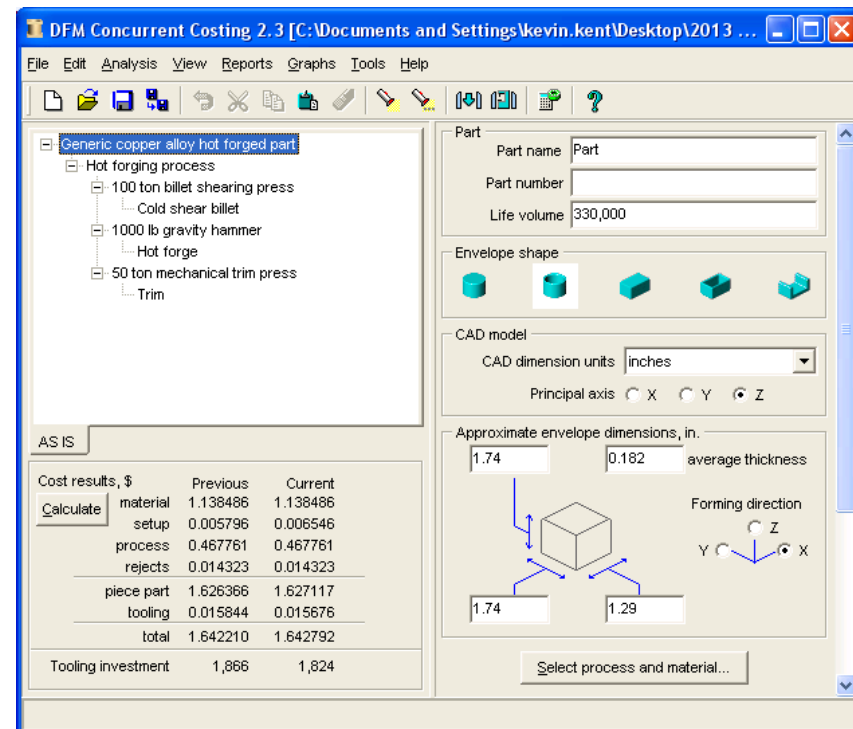 DFM Concurrent Costing 2.3 [C:\Documents and Settings\kevin.kent\Desktop\2013 ...
File Edit Analysis View Reports Graphs Tools Help
Generic copper alloy hot forged part
Hot forging process
100 ton billet shearing press
Cold shear billet
1000 lb gravity hammer
Hot forge
50 ton mechanical trim press
Trim
AS IS
Cost results, $ Previous Current
Calculate
material 1.138486 1.138486
setup 0.005796 0.006546
process 0.467761 0.467761
rejects 0.014323 0.014323
piece part 1.626366 1.627117
tooling 0.015844 0.015676
total 1.642210 1.642792
Tooling investment 1,866 1,824
Part
Part name Part
Part number
Life volume 330,000
Envelope shape
CAD model
CAD dimension units inches
Principal axis X Y Z
Approximate envelope dimensions, in.
1.74 0.182 average thickness
Forming direction
Z
Y X
1.74 1.29
Select process and material...